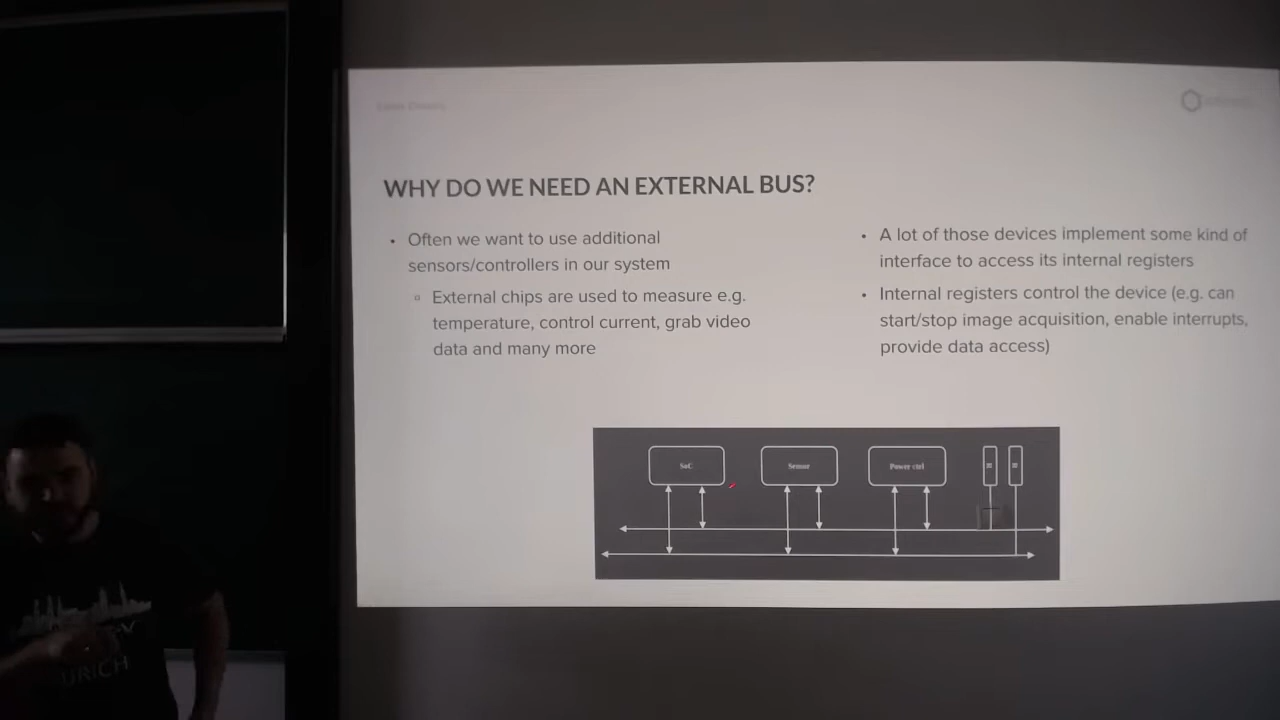 WHY DO WE NEED AN EXTERNAL BUS?
• Often we want to use additional
sensors/controllers in our system
External chips are used to measure e.g.
temperature, control current, grab video
data and many more
• A lot of those devices implement some kind of
interface to access its internal registers
• Internal registers control the device (e.g. can
start/stop image acquisition, enable interrupts,
provide data access)
SoC
Sensor
Power ctrl